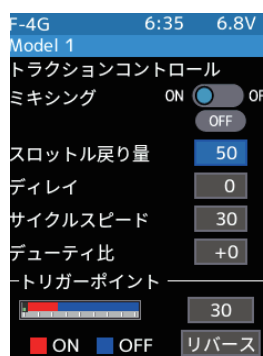 F-4G 6:35 6.8V
Model 1
トラクションコントロール
ミキシング ON OF
OFF
スロットル戻り量 50
ディレイ 0
サイクルスピード 30
デューティ比 +0
トリガーポイント
30
ON OFF リバース